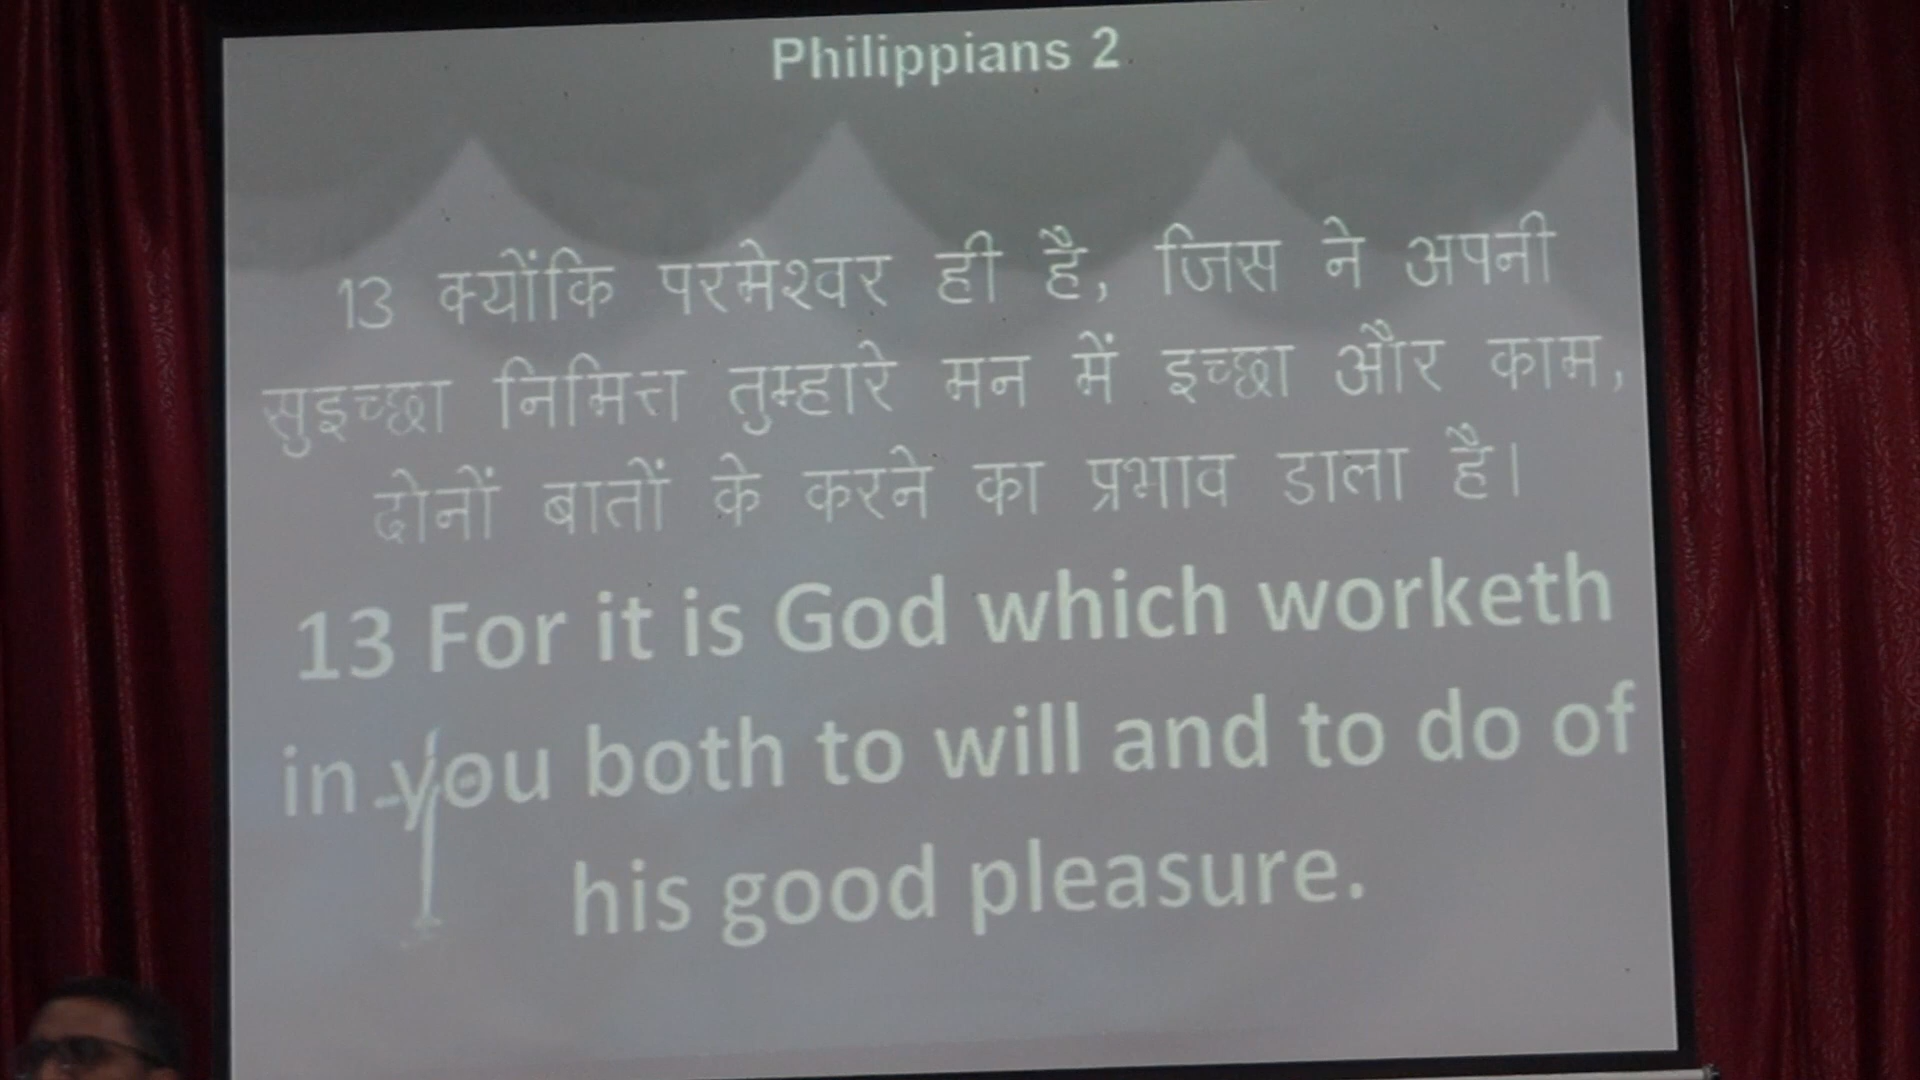 Philippians 2
13 क्योंकि परमेश्वर ही है, जिस ने अपनी
सुइच्छा निमित्त तुम्हारे मन में इच्छा और काम,
दोनों बातों के करने का प्रभाव डाला है।
13 For it is God which worketh
in you both to will and to do of
his good pleasure.